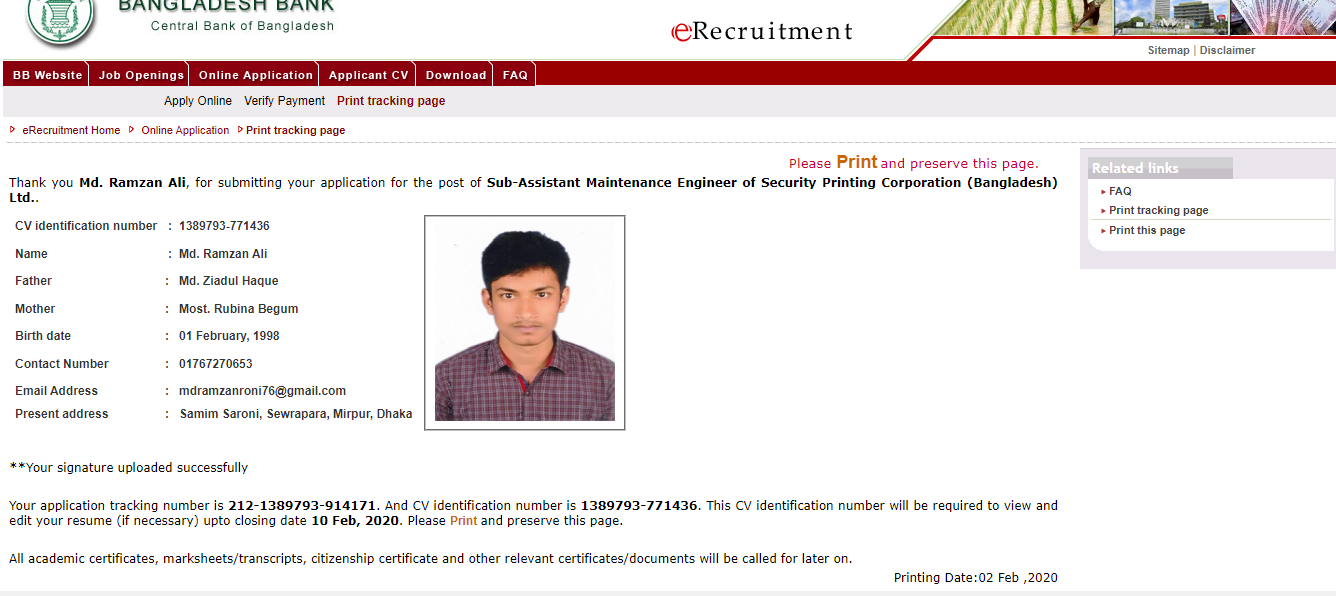 BANGLADESH BANK
Central Bank of Bangladesh
eRecruitment
Sitemap | Disclaimer
BB Website Job Openings Online Application Applicant CV Download FAQ
Apply Online Verify Payment Print tracking page
eRecruitment Home Online Application Print tracking page
Please Print and preserve this page.
Thank you Md. Ramzan Ali, for submitting your application for the post of Sub-Assistant Maintenance Engineer of Security Printing Corporation (Bangladesh)
Ltd..
CV identification number : 1389793-771436
Name : Md. Ramzan Ali
Father : Md. Ziadul Haque
Mother : Most. Rubina Begum
Birth date : 01 February, 1998
Contact Number : 01767270653
Email Address : mdramzanroni76@gmail.com
Present address : Samim Saroni, Sewrapara, Mirpur, Dhaka
**Your signature uploaded successfully
Your application tracking number is 212-1389793-914171. And CV identification number is 1389793-771436. This CV identification number will be required to view and
edit your resume (if necessary) upto closing date 10 Feb, 2020. Please Print and preserve this page.
All academic certificates, marksheets/transcripts, citizenship certificate and other relevant certificates/documents will be called for later on.
Printing Date:02 Feb ,2020
Related links
FAQ
Print tracking page
Print this page